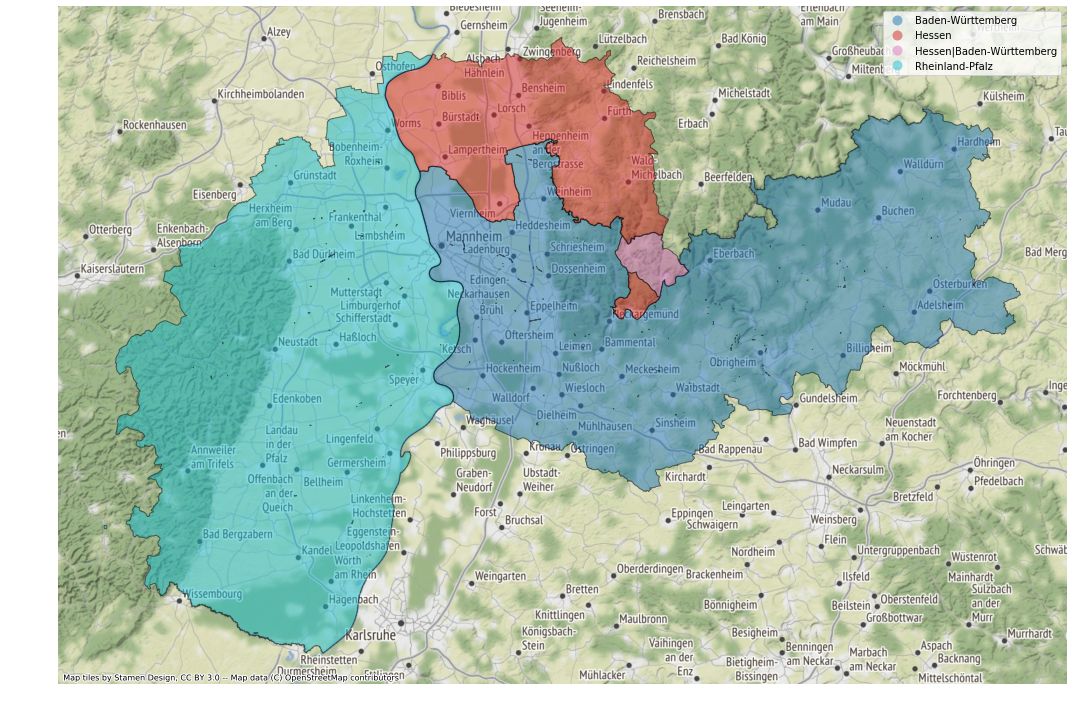 Biebesheim
Gernsheim
Seeheim-
Jugenheim
Brensbach
Erlenbach
am Main
Baden-Württemberg
Hessen
Hessen|Baden-Württemberg
Rheinland-Pfalz
Alzey
Lützelbach
Bad König
Zwingenberg
Alsbach-
Hähnlein
Reichelsheim
Großheubach
Miltenberg
Osthofen
Kirchheimbolanden
Biblis
Bensheim
Lindenfels
Michelstadt
Külsheim
Lorsch
Bürstadt
Fürth
Erbach
Rockenhausen
Worms
Heppenheim
an der
Bergstrasse
Bobenheim-
Roxheim
Lampertheim
Wald-
Michelbach
Beerfelden
Hardheim
Walldürn
Grünstadt
Eisenberg
Weinheim
Mudau
Buchen
Herxheim
am Berg
Frankenthal
Lambsheim
Viernheim
Heddesheim
Otterberg
Enkenbach-
Alsenborn
Mannheim
Ladenburg
Schriesheim
Dossenheim
Eberbach
Bad Dürkheim
Kaiserslautern
Mutterstadt
Limburgerhof
Schifferstadt
Edingen-
Neckarhausen
Brühl
Eppelheim
Neckargemünd
Osterburken
Adelsheim
Haßloch
Neustadt
Ketsch
Oftersheim
Leimen
Bammental
Billigheim
Obrigheim
Möckmühl
Speyer
Hockenheim
Nußloch
Meckesheim
Wiesloch
Waibstadt
Edenkoben
Walldorf
Gundelsheim
Forchtenberg
Landau
in der
Pfalz
Lingenfeld
Waghäusel
Dielheim
Mühlhausen
Sinsheim
Neuenstadt
am Kocher
Annweiler
am Trifels
Germersheim
Philippsburg
Kronau
Östringen
Bad Rappenau
Bad Wimpfen
Offenbach
an der
Queich
Bellheim
Graben-
Neudorf
Ubstadt-
Weiher
Kirchardt
Neckarsulm
Öhringen
Pfedelbach
Bretzfeld
Linkenheim-
Hochstetten
Forst
Bruchsal
Eppingen
Schwaigern
Leingarten
Weinsberg
Bad Bergzabern
Eggenstein-
Leopoldshafen
Kandel
Wörth
am Rhein
Flein
Nordheim
Untergruppenbach
Wüstenrot
Wissembourg
Hagenbach
Weingarten
Bretten
Oberderdingen
Brackenheim
Ilsfeld
Mainhardt
Sulzbach
an der
Murr
Bönnigheim
Beilstein
Oberstenfeld
Großbottwar
Knittlingen
Maulbronn
Karlsruhe
Königsbach-
Stein
Vaihingen
an der
Enz
Besigheim
Benningen
am Neckar
Murrhardt
Aspach
Backnang
Marbach
am Neckar
Rheinstetten
Durmersheim
Mühlacker
Bietigheim-
Bissingen
Mittelschöntal
Map tiles by Stamen Design, CC BY 3.0 -- Map data (C) OpenStreetMap contributors